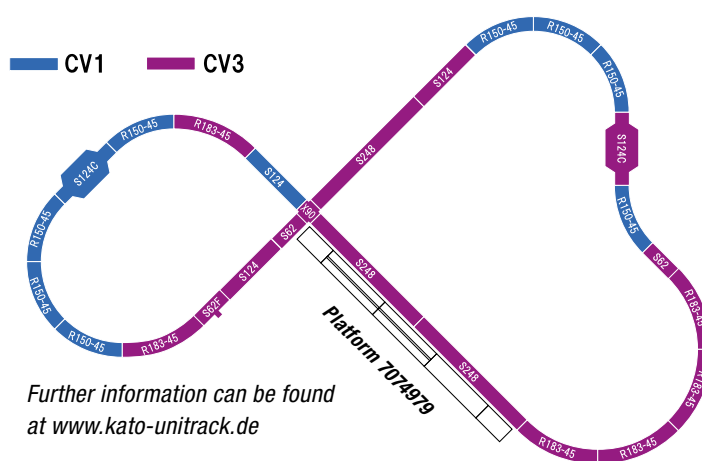 CV1
CV3
R150-45
R150-45
R150-45
S124
S248
S124C
R150-45
S62
R183-45
R183-45
R183-45
R183-45
S248
S248
X90
S124
R183-45
R150-45
S124C
R150-45
R150-45
R150-45
R183-45
S62F
S124
S62
Platform 7074979
Further information can be found
at www.kato-unitrack.de